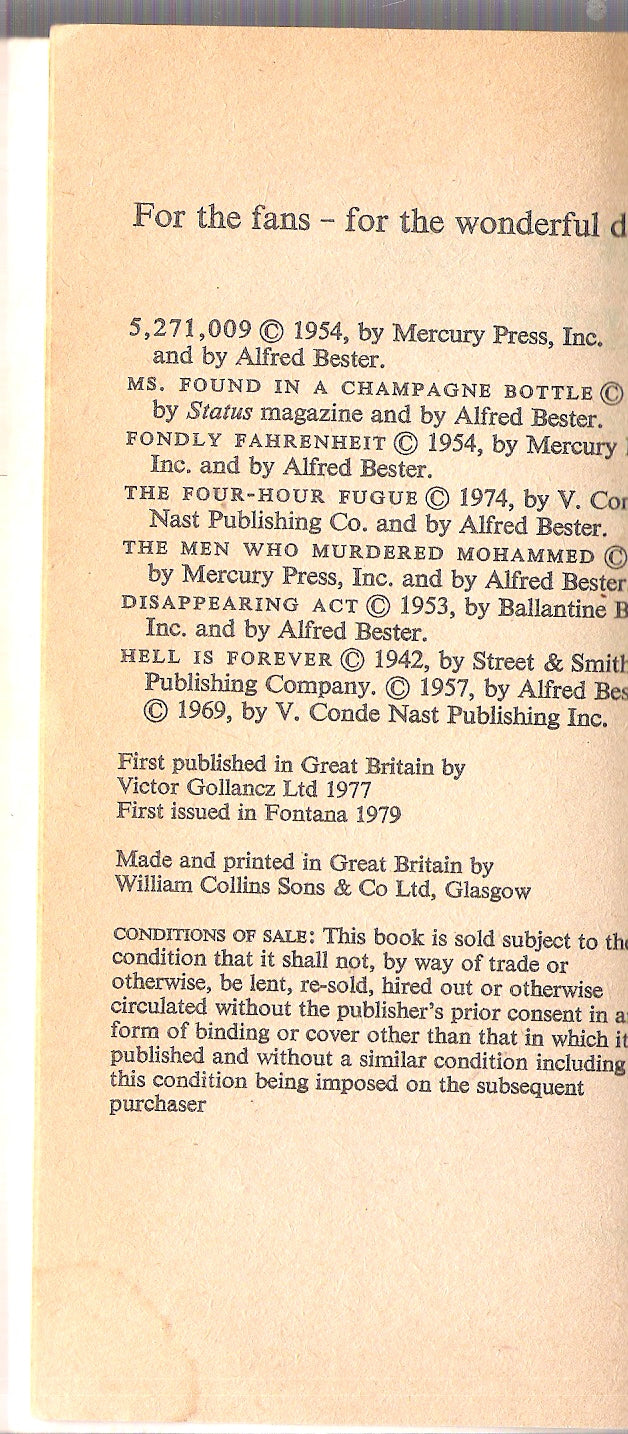 For the fans – for the wonderful
5,271,009 © 1954, by Mercury Press, Inc.
and by Alfred Bester.
MS. FOUND IN A CHAMPAGNE BOTTLE ©
by Status magazine and by Alfred Bester.
FONDLY FAHRENHEIT © 1954, by Mercury
Inc. and by Alfred Bester.
THE FOUR-HOUR FUGUE © 1974, by V. Con
Nast Publishing Co. and by Alfred Bester.
THE MEN WHO MURDERED MOHAMMED ©
by Mercury Press, Inc. and by Alfred Bester
DISAPPEARING ACT © 1953, by Ballantine B
Inc. and by Alfred Bester.
HELL IS FOREVER © 1942, by Street & Smith
Publishing Company. © 1957, by Alfred Bes
© 1969, by V. Conde Nast Publishing Inc.
First published in Great Britain by
Victor Gollancz Ltd 1977
First issued in Fontana 1979
Made and printed in Great Britain by
William Collins Sons & Co Ltd, Glasgow
CONDITIONS OF SALE: This book is sold subject to the
condition that it shall not, by way of trade or
otherwise, be lent, re-sold, hired out or otherwise
circulated without the publisher's prior consent in a
form of binding or cover other than that in which it
published and without a similar condition including
this condition being imposed on the subsequent
purchaser